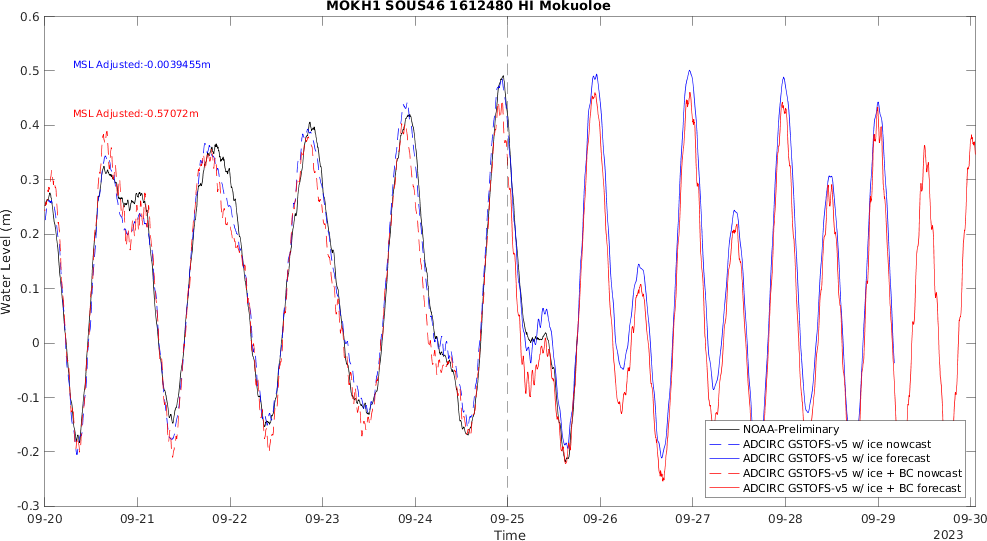 MOKH1 SOUS46 1612480 HI Mokuoloe
0.6
0.5
0.4
0.3
0.2
0.1
0
-0.1
-0.2
-0.3
Water Level (m)
MSL Adjusted:-0.0039455m
MSL Adjusted:-0.57072m
NOAA-Preliminary
ADCIRC GSTOFS-v5 w/ ice nowcast
ADCIRC GSTOFS-v5 w/ ice forecast
ADCIRC GSTOFS-v5 w/ ice + BC nowcast
ADCIRC GSTOFS-v5 w/ ice + BC forecast
09-20 09-21 09-22 09-23 09-24 09-25 09-26 09-27 09-28 09-29 09-30
Time
2023